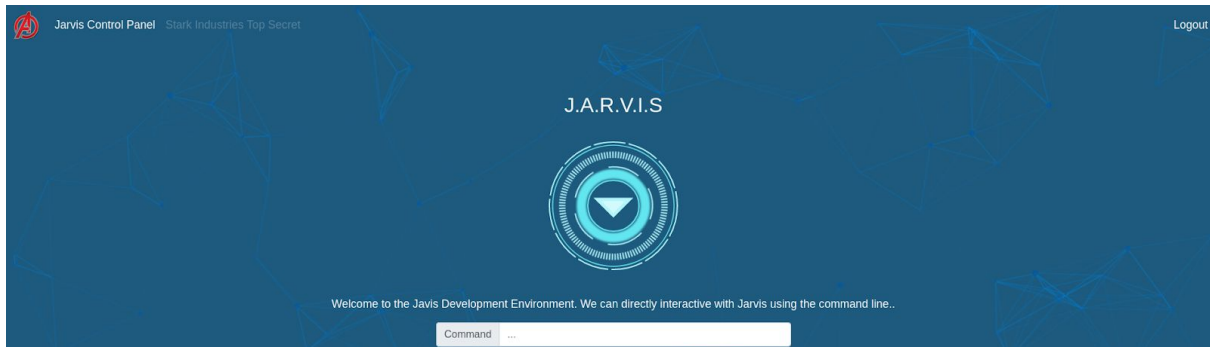 Jarvis Control Panel Stark Industries Top Secret Logout
J.A.R.V.I.S
Welcome to the Javis Development Environment. We can directly interactive with Jarvis using the command line..
Command ...